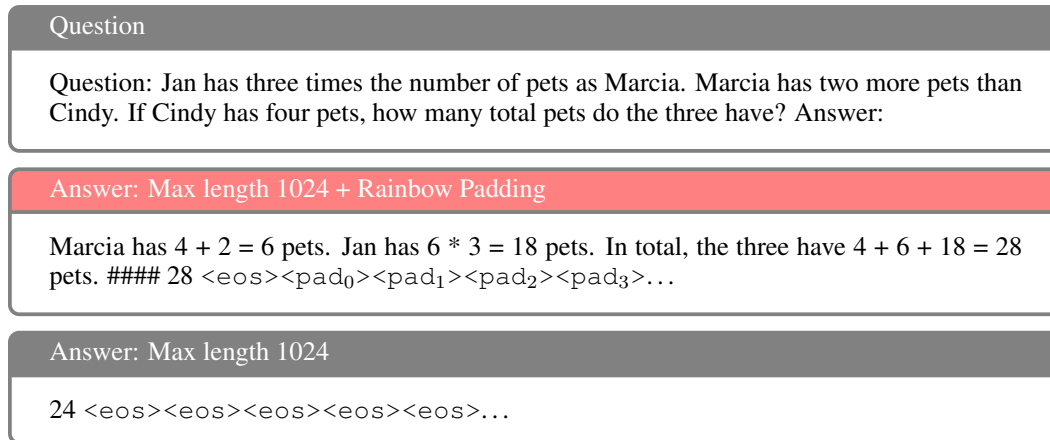 Question
Question: Jan has three times the number of pets as Marcia. Marcia has two more pets than
Cindy. If Cindy has four pets, how many total pets do the three have? Answer:
Answer: Max length 1024 + Rainbow Padding
Marcia has 4 + 2 = 6 pets. Jan has 6 * 3 = 18 pets. In total, the three have 4 + 6 + 18 = 28
pets. #### 28 <eos><pad₀><pad₁><pad₂><pad₃>...
Answer: Max length 1024
24 <eos><eos><eos><eos><eos>...